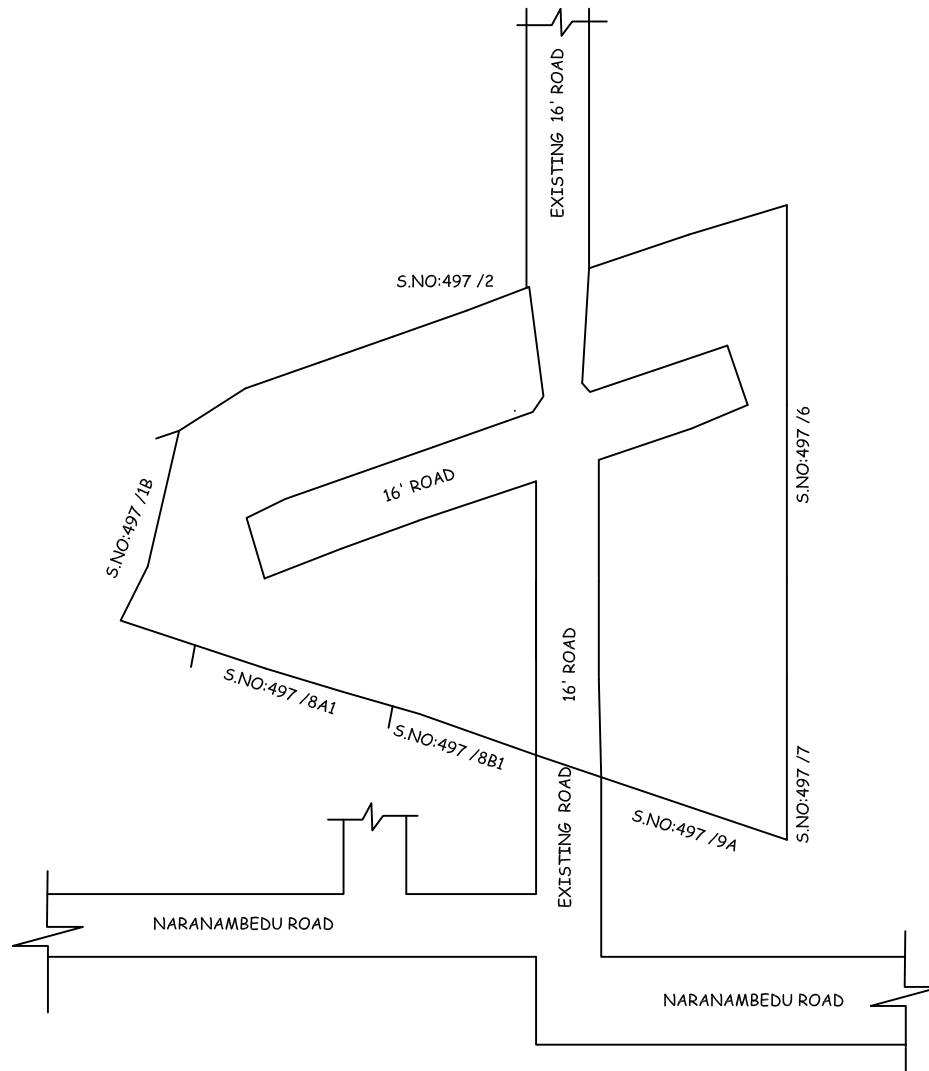 EXISTING 16' ROAD
S.NO:497 /2
S.NO:497 /6
16' ROAD
S.NO:497 /1B
16' ROAD
S.NO:497 /8A1
S.NO:497 /8B1
S.NO:497 /7
EXISTING ROAD
S.NO:497 /9A
NARANAMBEDU ROAD
NARANAMBEDU ROAD